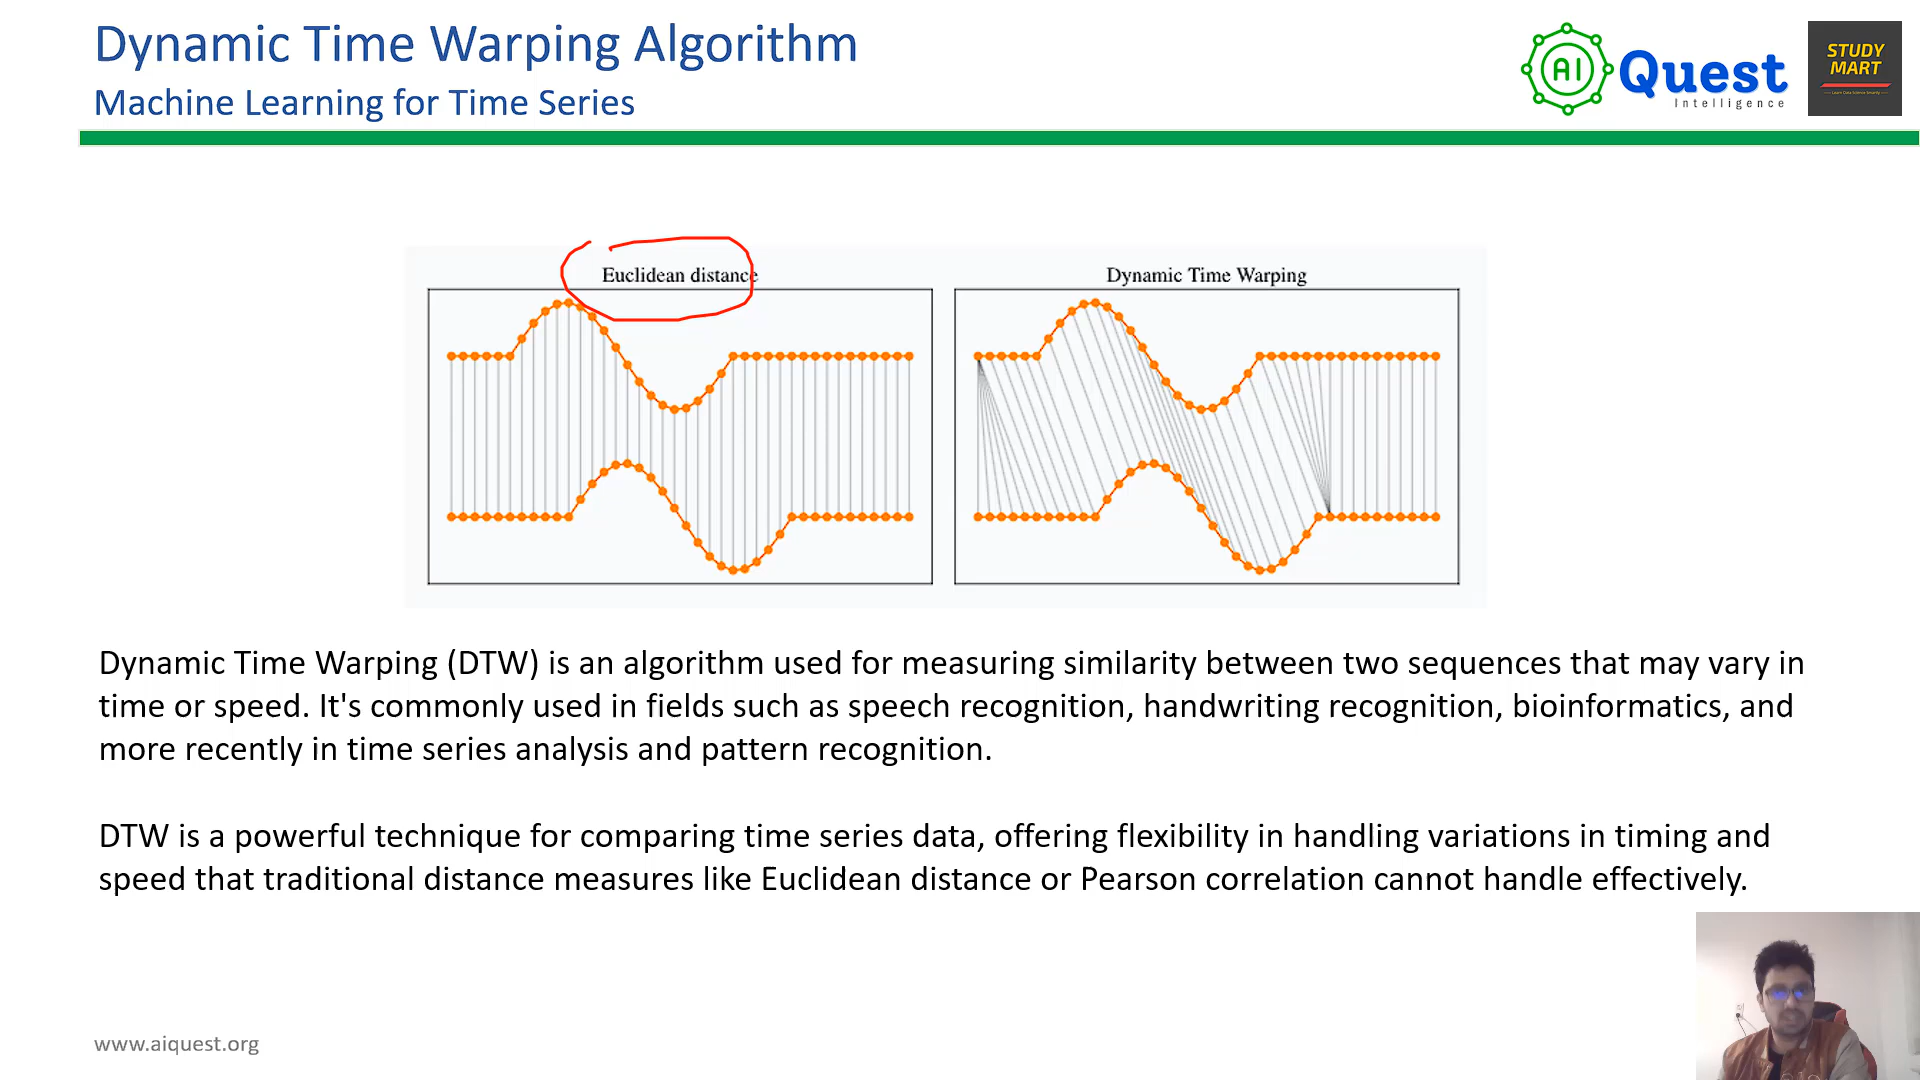 Dynamic Time Warping Algorithm
Machine Learning for Time Series
AI Quest
Intelligence
STUDY
MART
Euclidean distance
Dynamic Time Warping
Dynamic Time Warping (DTW) is an algorithm used for measuring similarity between two sequences that may vary in
time or speed. It's commonly used in fields such as speech recognition, handwriting recognition, bioinformatics, and
more recently in time series analysis and pattern recognition.
DTW is a powerful technique for comparing time series data, offering flexibility in handling variations in timing and
speed that traditional distance measures like Euclidean distance or Pearson correlation cannot handle effectively.
www.aiquest.org